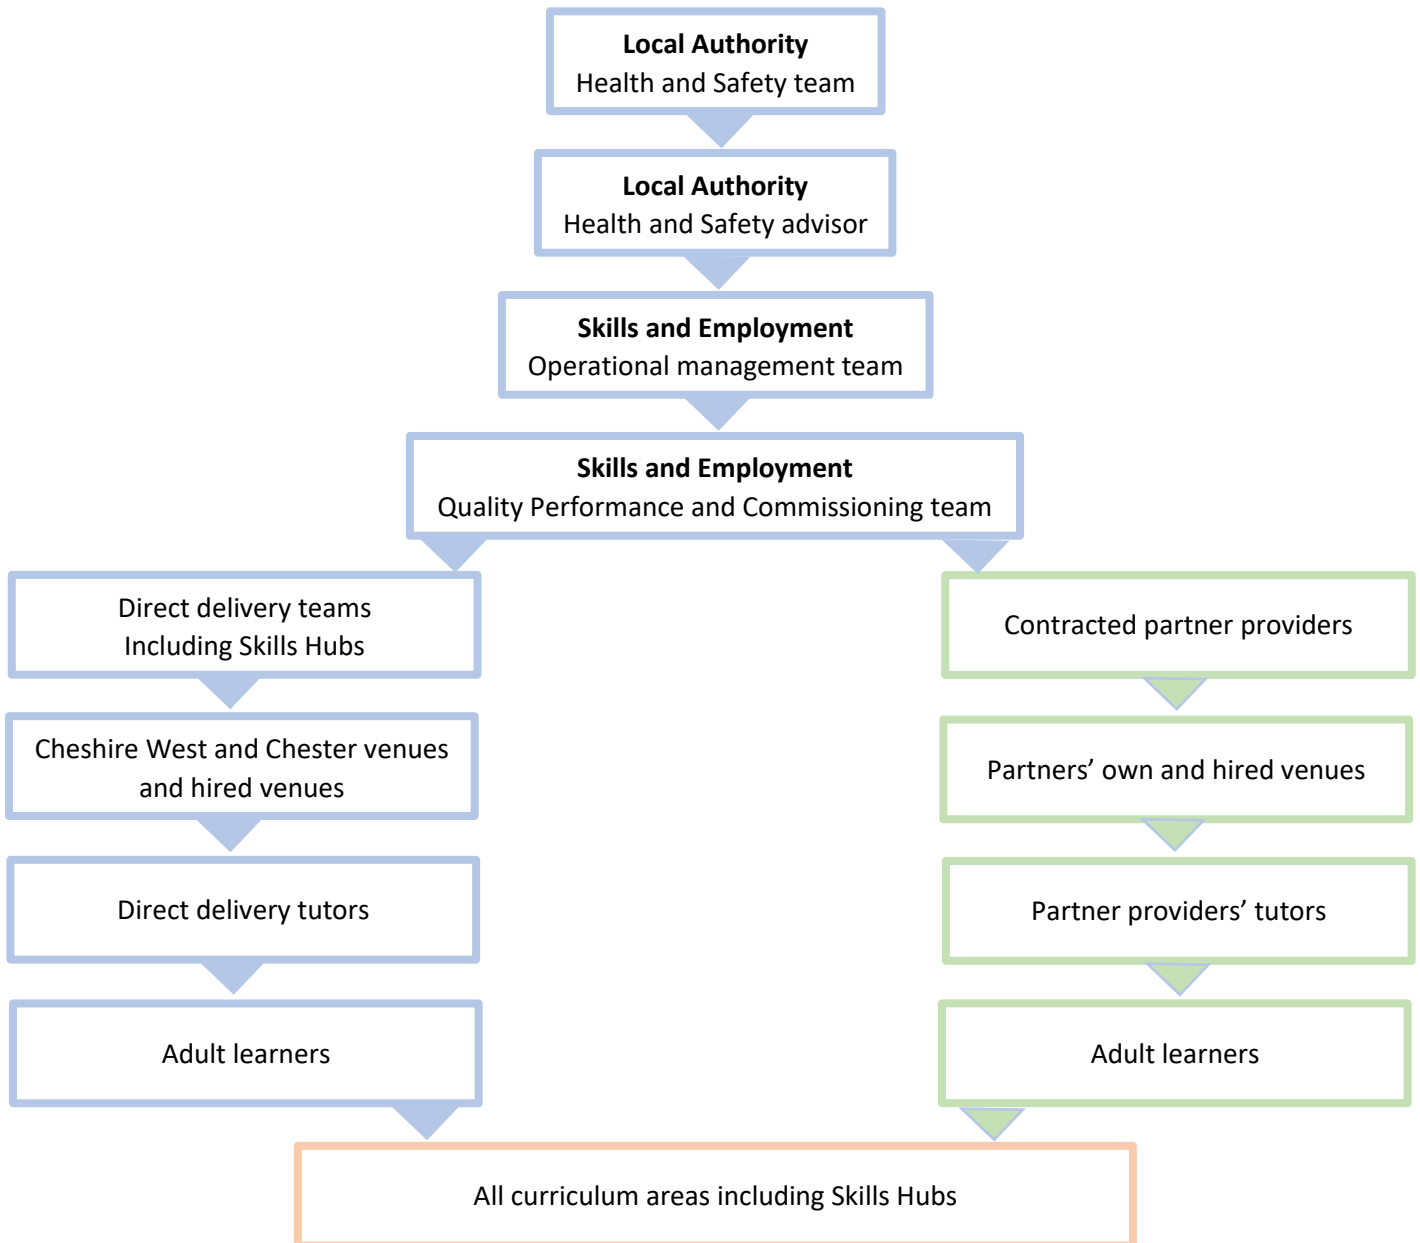 Local Authority
Health and Safety team
Local Authority
Health and Safety advisor
Skills and Employment
Operational management team
Skills and Employment
Quality Performance and Commissioning team
Direct delivery teams
Including Skills Hubs
Contracted partner providers
Cheshire West and Chester venues
and hired venues
Partners’ own and hired venues
Direct delivery tutors
Partner providers’ tutors
Adult learners
Adult learners
All curriculum areas including Skills Hubs